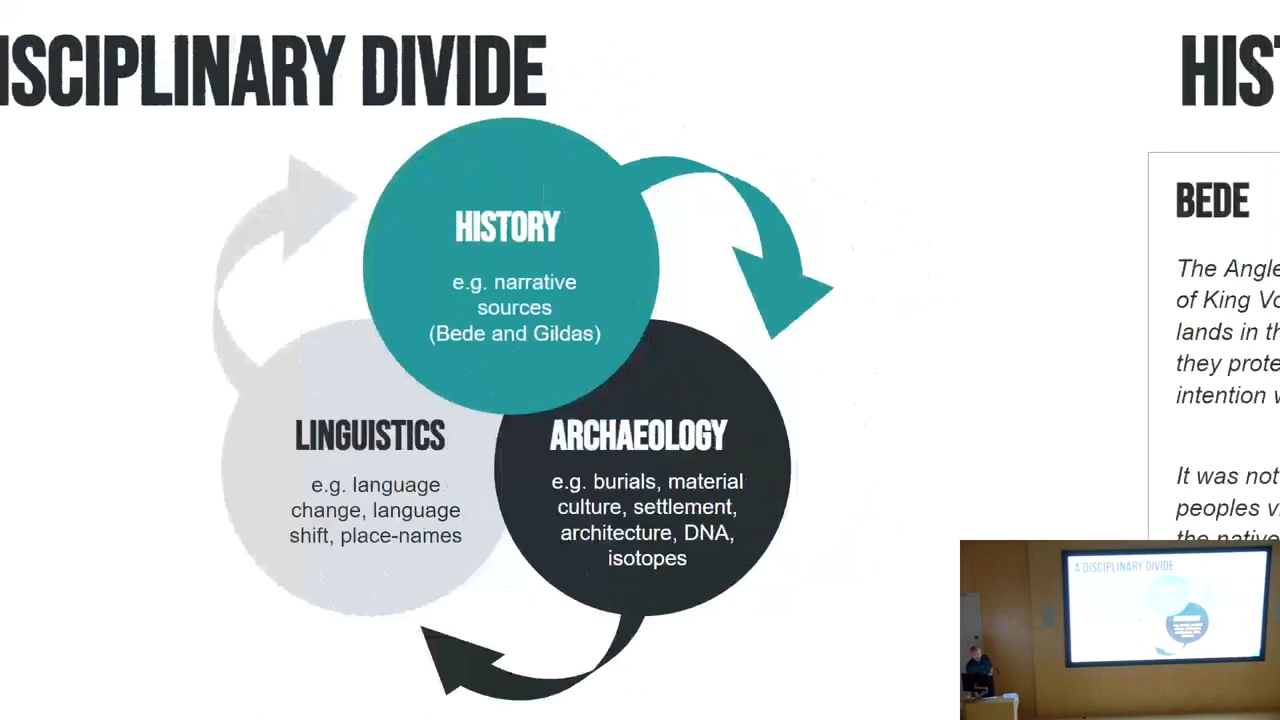 ISCIPLINARY DIVIDE
HISTORY
e.g. narrative
sources
(Bede and Gildas)
LINGUISTICS
e.g. language
change, language
shift, place-names
ARCHAEOLOGY
e.g. burials, material
culture, settlement,
architecture, DNA,
isotopes
HIST
BEDE
The Angle
of King Vo
lands in th
they prote
intention w
It was not
peoples v
the native
A DISCIPLINARY DIVIDE